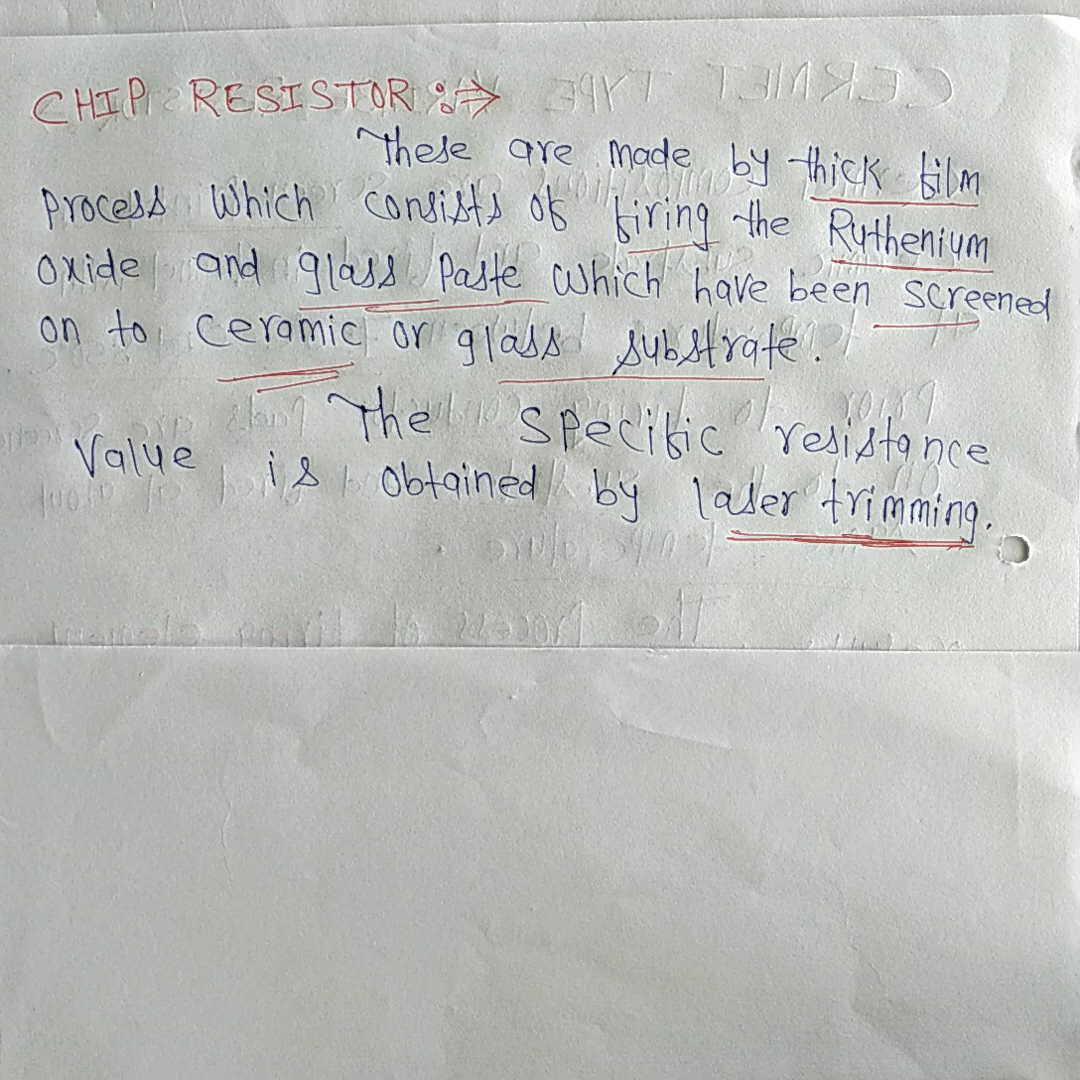 CHIP RESISTOR :⇒
These are made by thick film
Process Which consists of firing the Ruthenium
Oxide and glass Paste Which have been screened
on to ceramic or glass substrate.
The Specific resistance
Value is obtained by laser trimming.